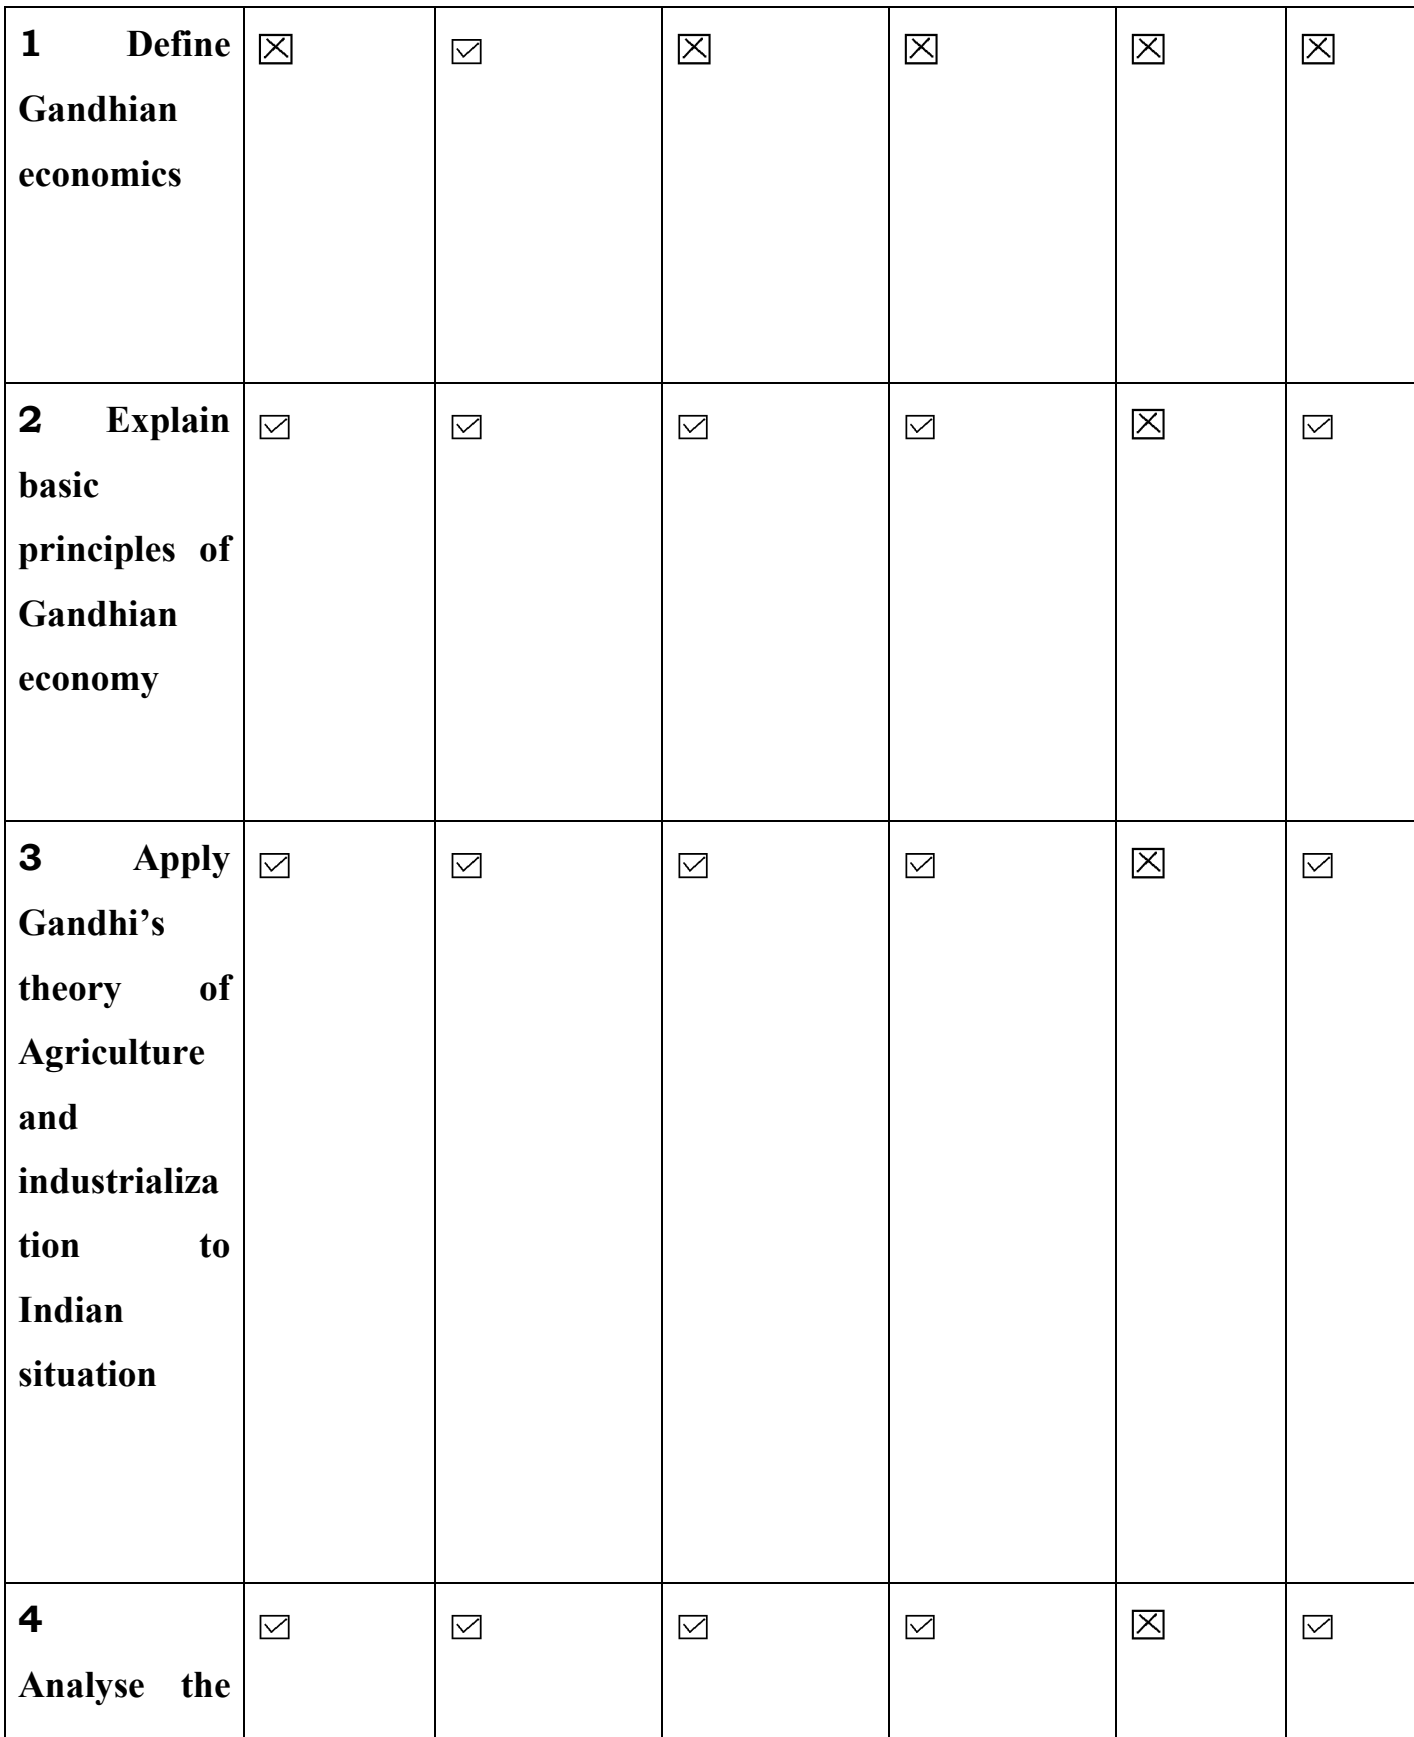 1 Define ☒ ☑ ☒ ☒ ☒ ☒
Gandhian
economics
2 Explain ☑ ☑ ☑ ☑ ☒ ☑
basic
principles of
Gandhian
economy
3 Apply ☑ ☑ ☑ ☑ ☒ ☑
Gandhi’s
theory of
Agriculture
and
industrializa
tion to
Indian
situation
4 ☑ ☑ ☑ ☑ ☒ ☑
Analyse the